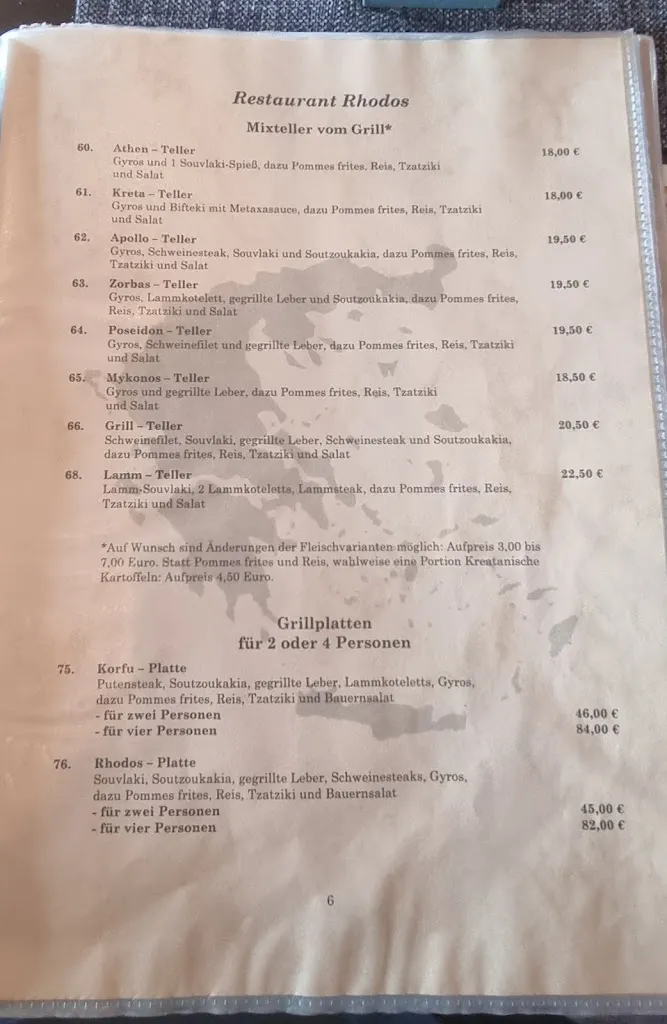 Restaurant Rhodos
Mixteller vom Grill*
60. Athen – Teller 18,00 €
Gyros und 1 Souvlaki-Spieß, dazu Pommes frites, Reis, Tzatziki
und Salat
61. Kreta – Teller 18,00 €
Gyros und Bifteki mit Metaxasauce, dazu Pommes frites, Reis, Tzatziki
und Salat
62. Apollo – Teller 19,50 €
Gyros, Schweinesteak, Souvlaki und Soutzoukakia, dazu Pommes frites, Reis,
Tzatziki und Salat
63. Zorbas – Teller 19,50 €
Gyros, Lammkotelett, gegrillte Leber und Soutzoukakia, dazu Pommes frites,
Reis, Tzatziki und Salat
64. Poseidon – Teller 19,50 €
Gyros, Schweinefilet und gegrillte Leber, dazu Pommes frites, Reis, Tzatziki
und Salat
65. Mykonos – Teller 18,50 €
Gyros und gegrillte Leber, dazu Pommes frites, Reis, Tzatziki
und Salat
66. Grill – Teller 20,50 €
Schweinefilet, Souvlaki, gegrillte Leber, Schweinesteak und Soutzoukakia,
dazu Pommes frites, Reis, Tzatziki und Salat
68. Lamm – Teller 22,50 €
Lamm-Souvlaki, 2 Lammkoteletts, Lammsteak, dazu Pommes frites, Reis,
Tzatziki und Salat
*Auf Wunsch sind Änderungen der Fleischvarianten möglich: Aufpreis 3,00 bis
7,00 Euro. Statt Pommes frites und Reis, wahlweise eine Portion Kreatanische
Kartoffeln: Aufpreis 4,50 Euro.
Grillplatten
für 2 oder 4 Personen
75. Korfu – Platte
Putensteak, Soutzoukakia, gegrillte Leber, Lammkoteletts, Gyros,
dazu Pommes frites, Reis, Tzatziki und Bauernsalat
- für zwei Personen 46,00 €
- für vier Personen 84,00 €
76. Rhodos – Platte
Souvlaki, Soutzoukakia, gegrillte Leber, Schweinesteaks, Gyros,
dazu Pommes frites, Reis, Tzatziki und Bauernsalat
- für zwei Personen 45,00 €
- für vier Personen 82,00 €
6